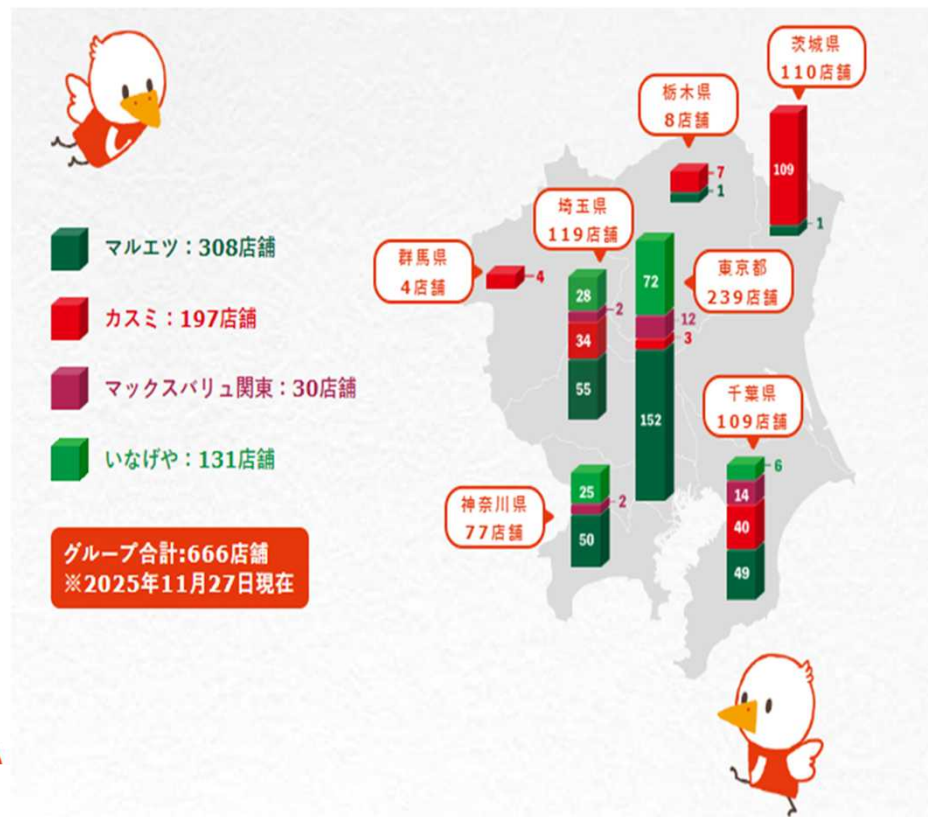 茨城県
110店舗
109
1
栃木県
8店舗
7
1
埼玉県
119店舗
28
2
34
55
群馬県
4店舗
4
東京都
239店舗
72
12
3
152
千葉県
109店舗
6
14
40
49
神奈川県
77店舗
25
2
50
マルエツ：308店舗
カスミ：197店舗
マックスバリュ関東：30店舗
いなげや：131店舗
グループ合計:666店舗
※2025年11月27日現在